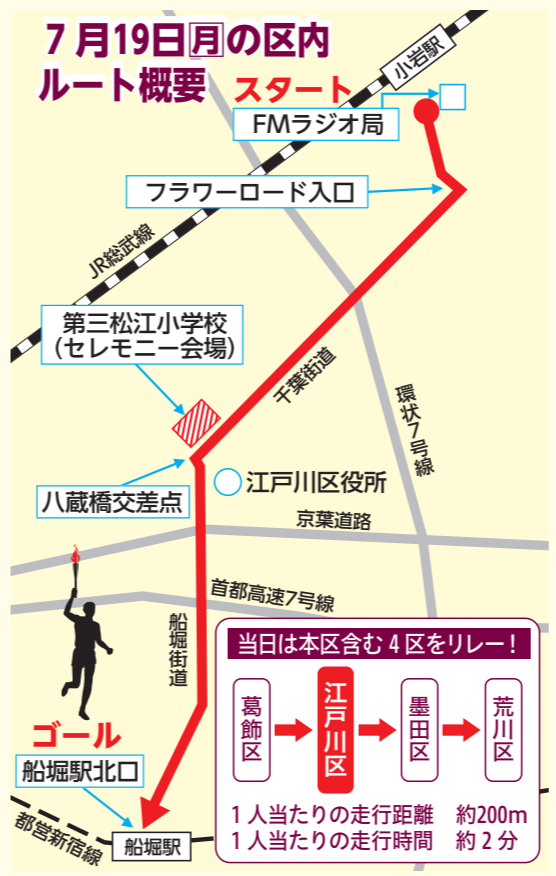 7月19日㊊の区内
ルート概要
スタート
小岩駅
FMラジオ局
フラワーロード入口
JR総武線
第三松江小学校
(セレモニー会場)
千葉街道
環状7号線
八蔵橋交差点
江戸川区役所
京葉道路
首都高速7号線
船堀街道
ゴール
船堀駅北口
都営新宿線
船堀駅
当日は本区含む4区をリレー!
葛飾区
江戸川区
墨田区
荒川区
1人当たりの走行距離 約200m
1人当たりの走行時間 約2分